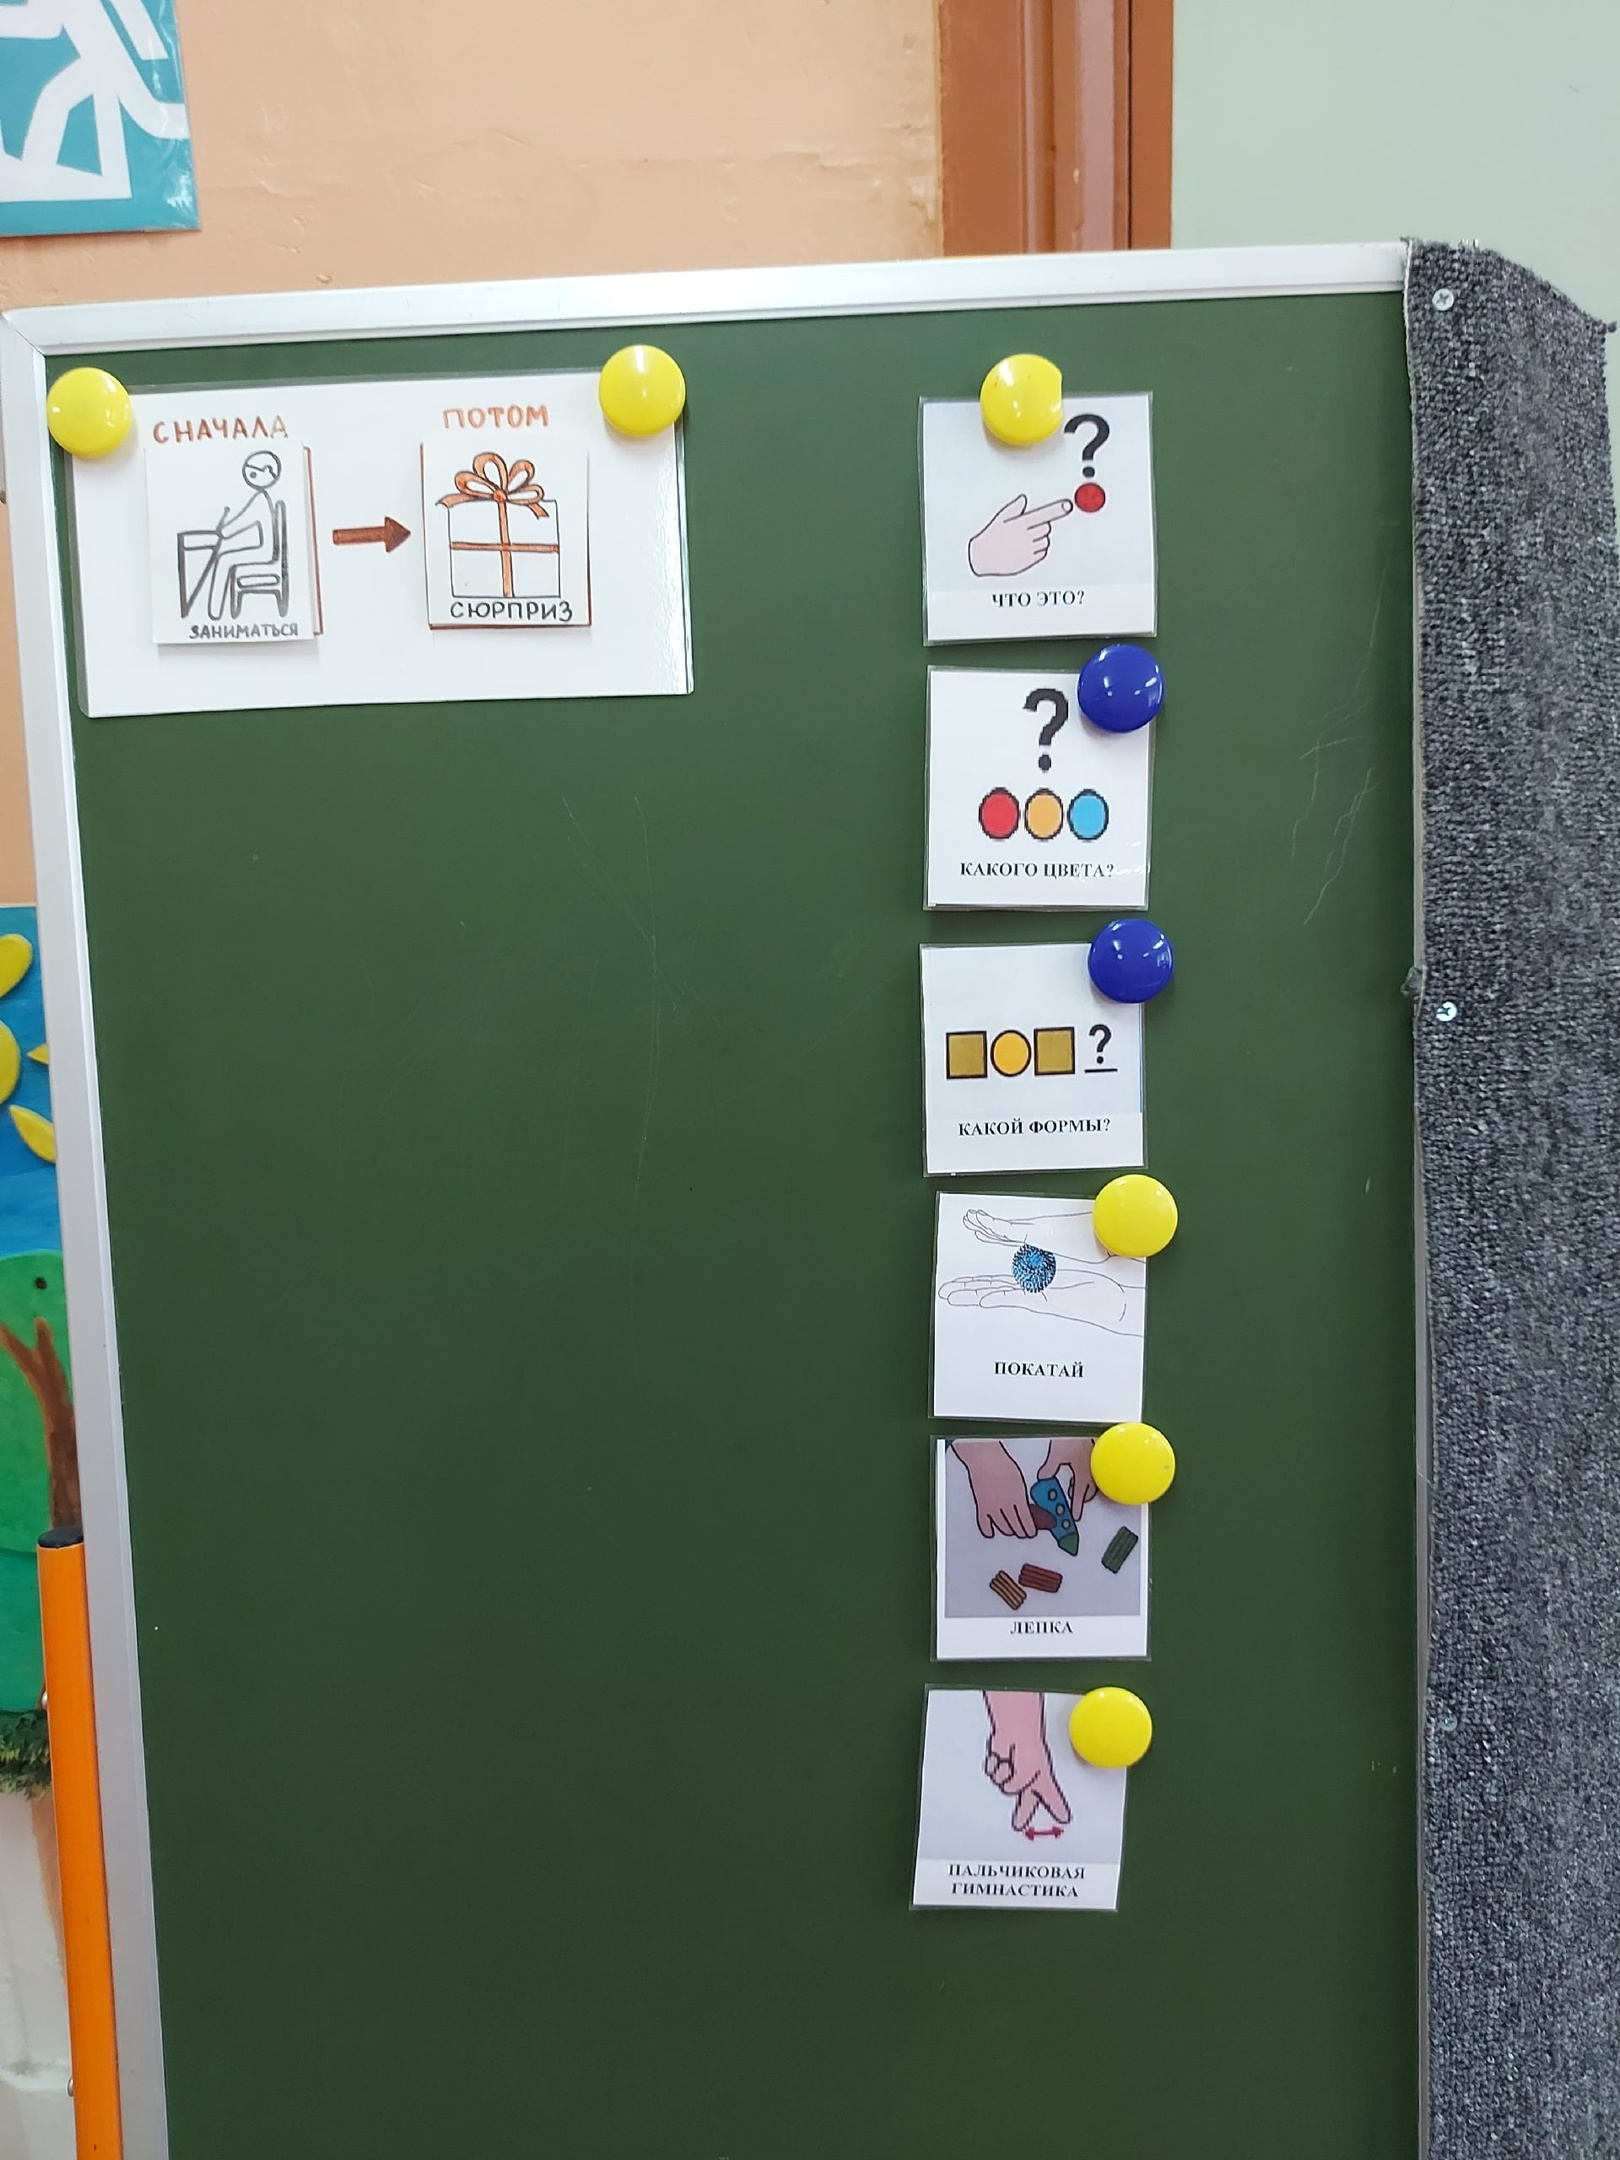 СНАЧАЛА
ПОТОМ
ЗАНИМАТЬСЯ
СЮРПРИЗ
?
ЧТО ЭТО?
?
КАКОГО ЦВЕТА?
?
КАКОЙ ФОРМЫ?
ПОКАТАЙ
ЛЕПКА
ПАЛЬЧИКОВАЯ
ГИМНАСТИКА